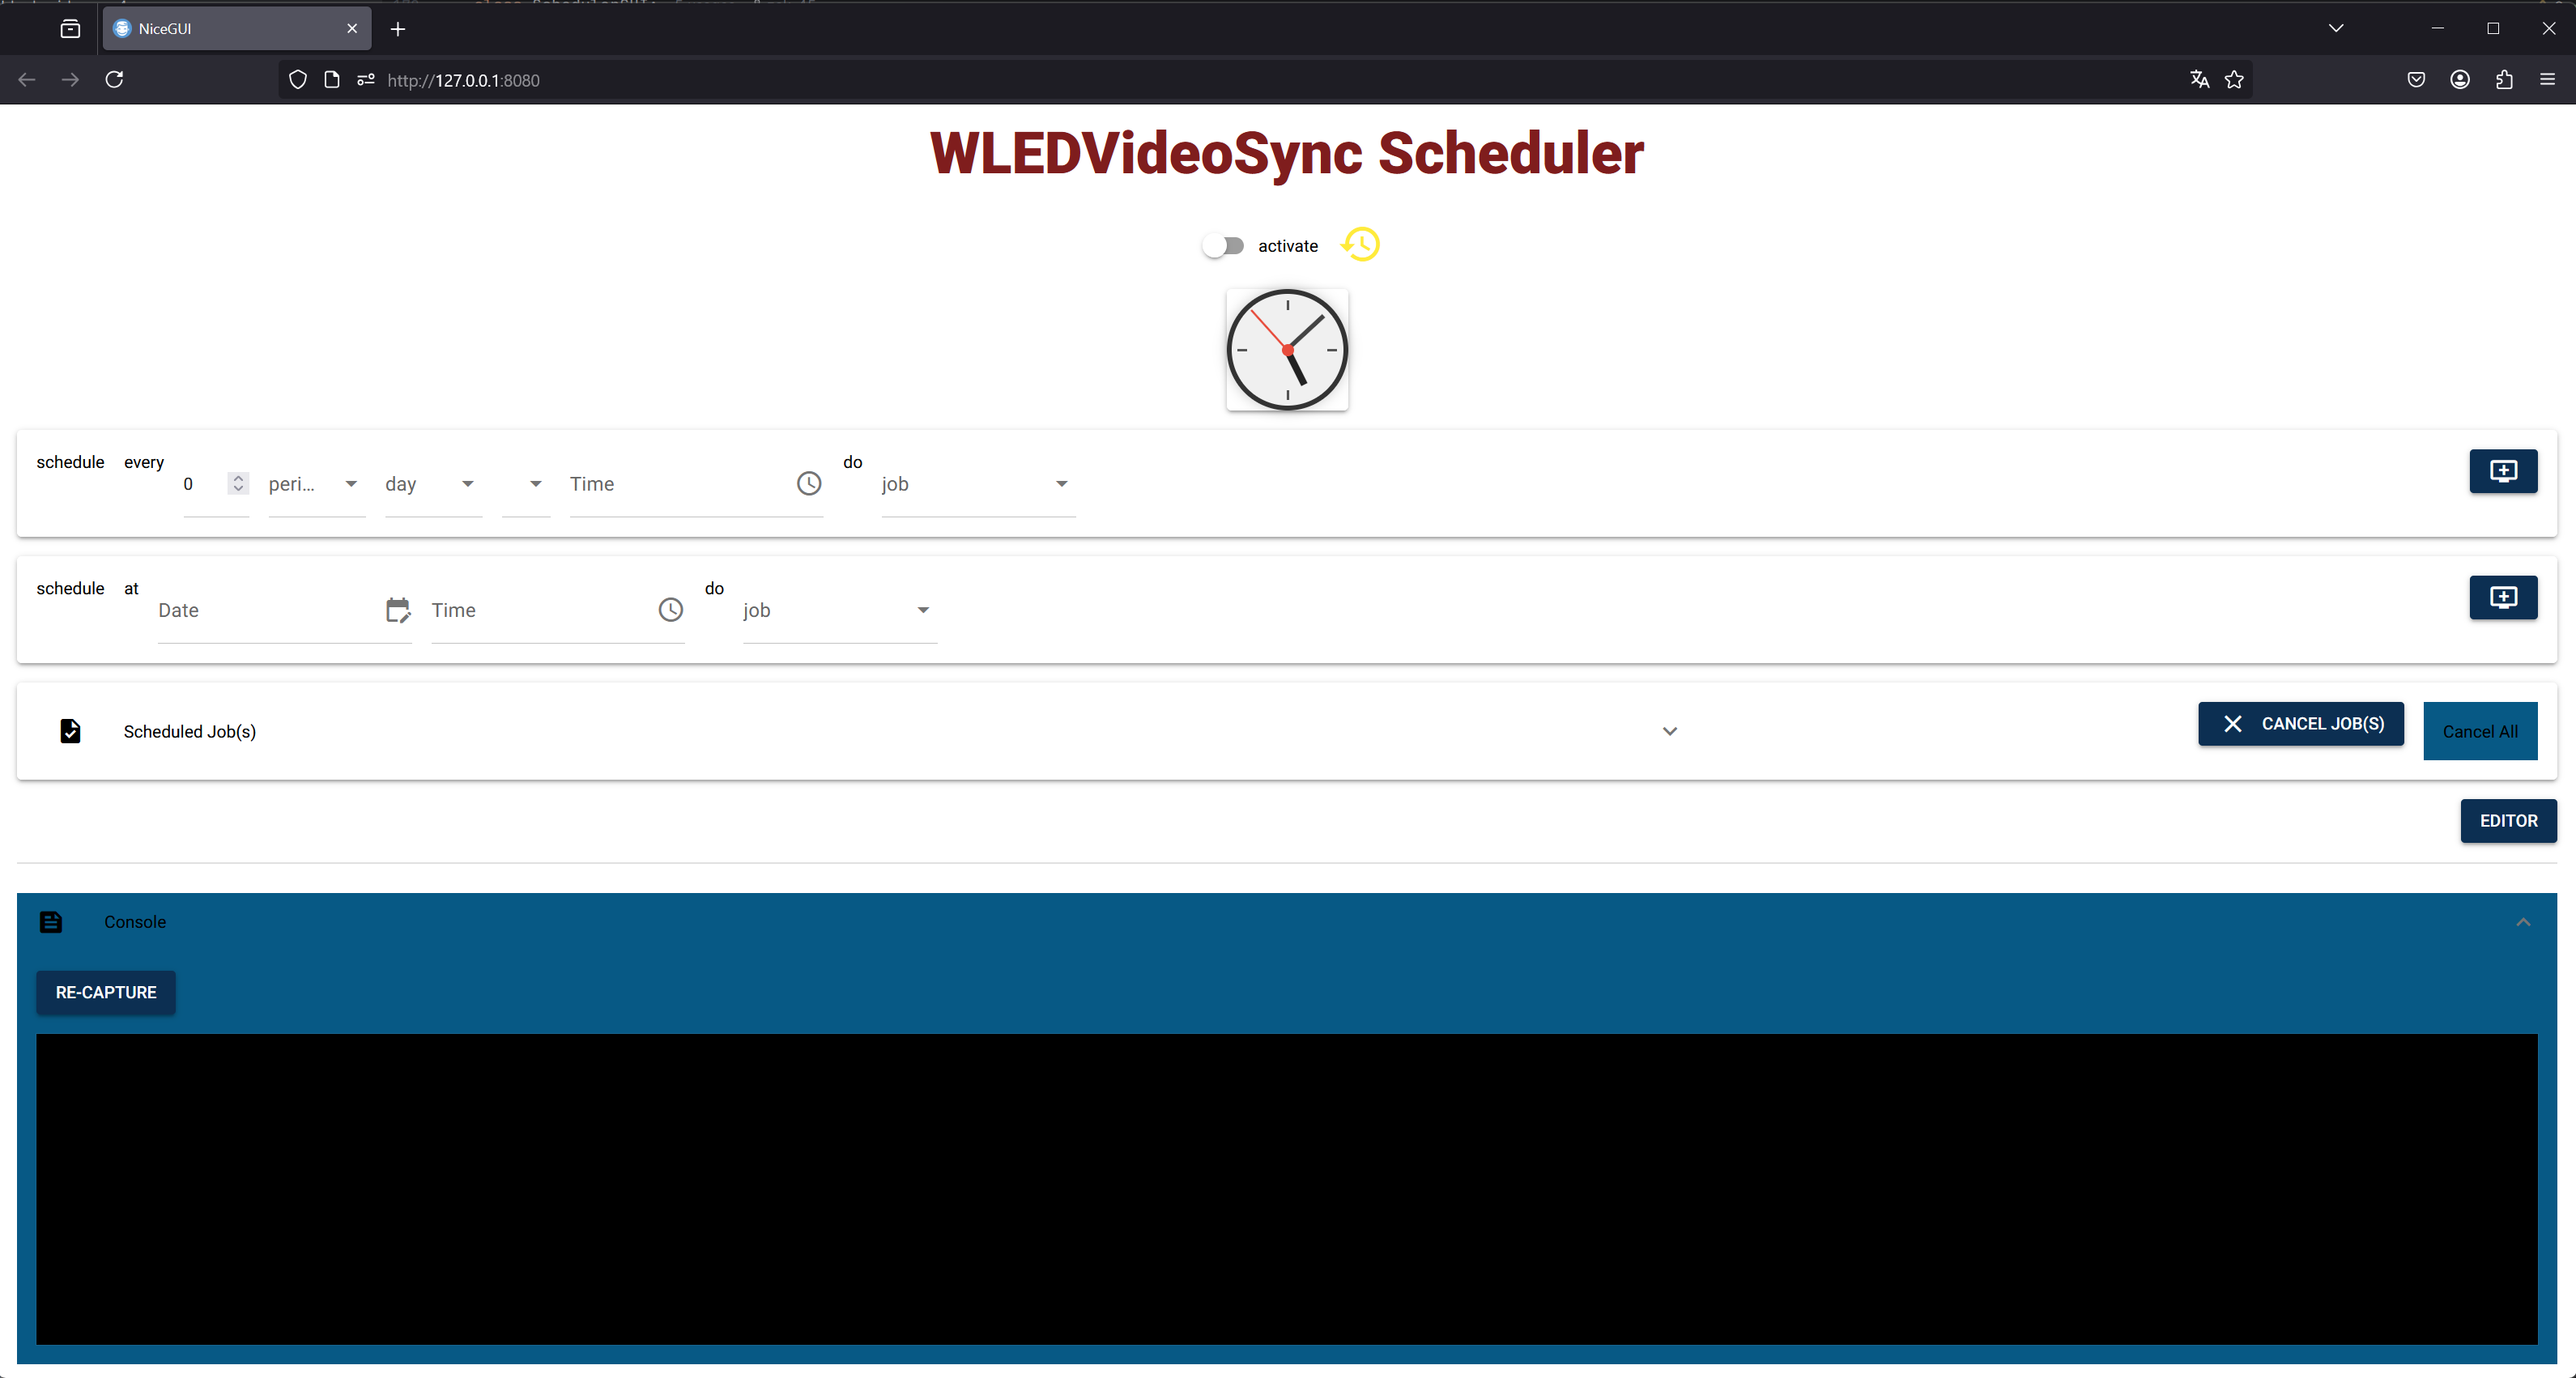 NiceGUI
http://127.0.0.1:8080
WLEDVideoSync Scheduler
activate
schedule every 0 peri... day Time do job
schedule at Date Time do job
Scheduled Job(s) CANCEL JOB(S) Cancel All
EDITOR
Console
RE-CAPTURE